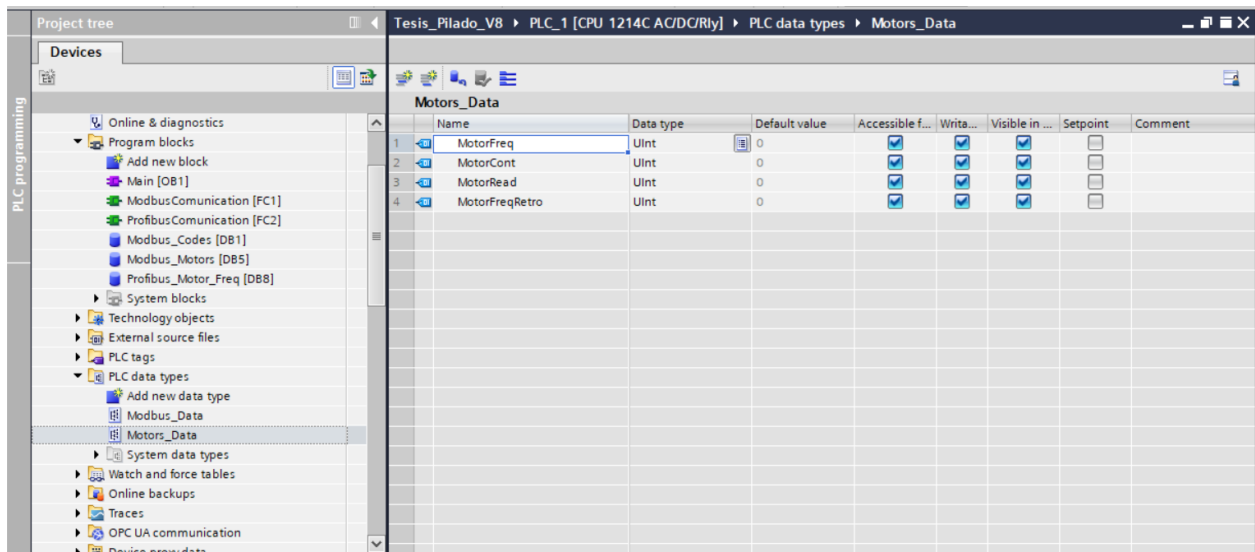 Project tree
Tesis_Pilado_V8 ▸ PLC_1 [CPU 1214C AC/DC/Rly] ▸ PLC data types ▸ Motors_Data
Devices
PLC programming
Online & diagnostics
Program blocks
Add new block
Main [OB1]
ModbusComunication [FC1]
ProfibusComunication [FC2]
Modbus_Codes [DB1]
Modbus_Motors [DB5]
Profibus_Motor_Freq [DB8]
System blocks
Technology objects
External source files
PLC tags
PLC data types
Add new data type
Modbus_Data
Motors_Data
System data types
Watch and force tables
Online backups
Traces
OPC UA communication
Device proxy data
Motors_Data
Name Data type Default value Accessible f... Writa... Visible in ... Setpoint Comment
1 MotorFreq UInt 0
2 MotorCont UInt 0
3 MotorRead UInt 0
4 MotorFreqRetro UInt 0